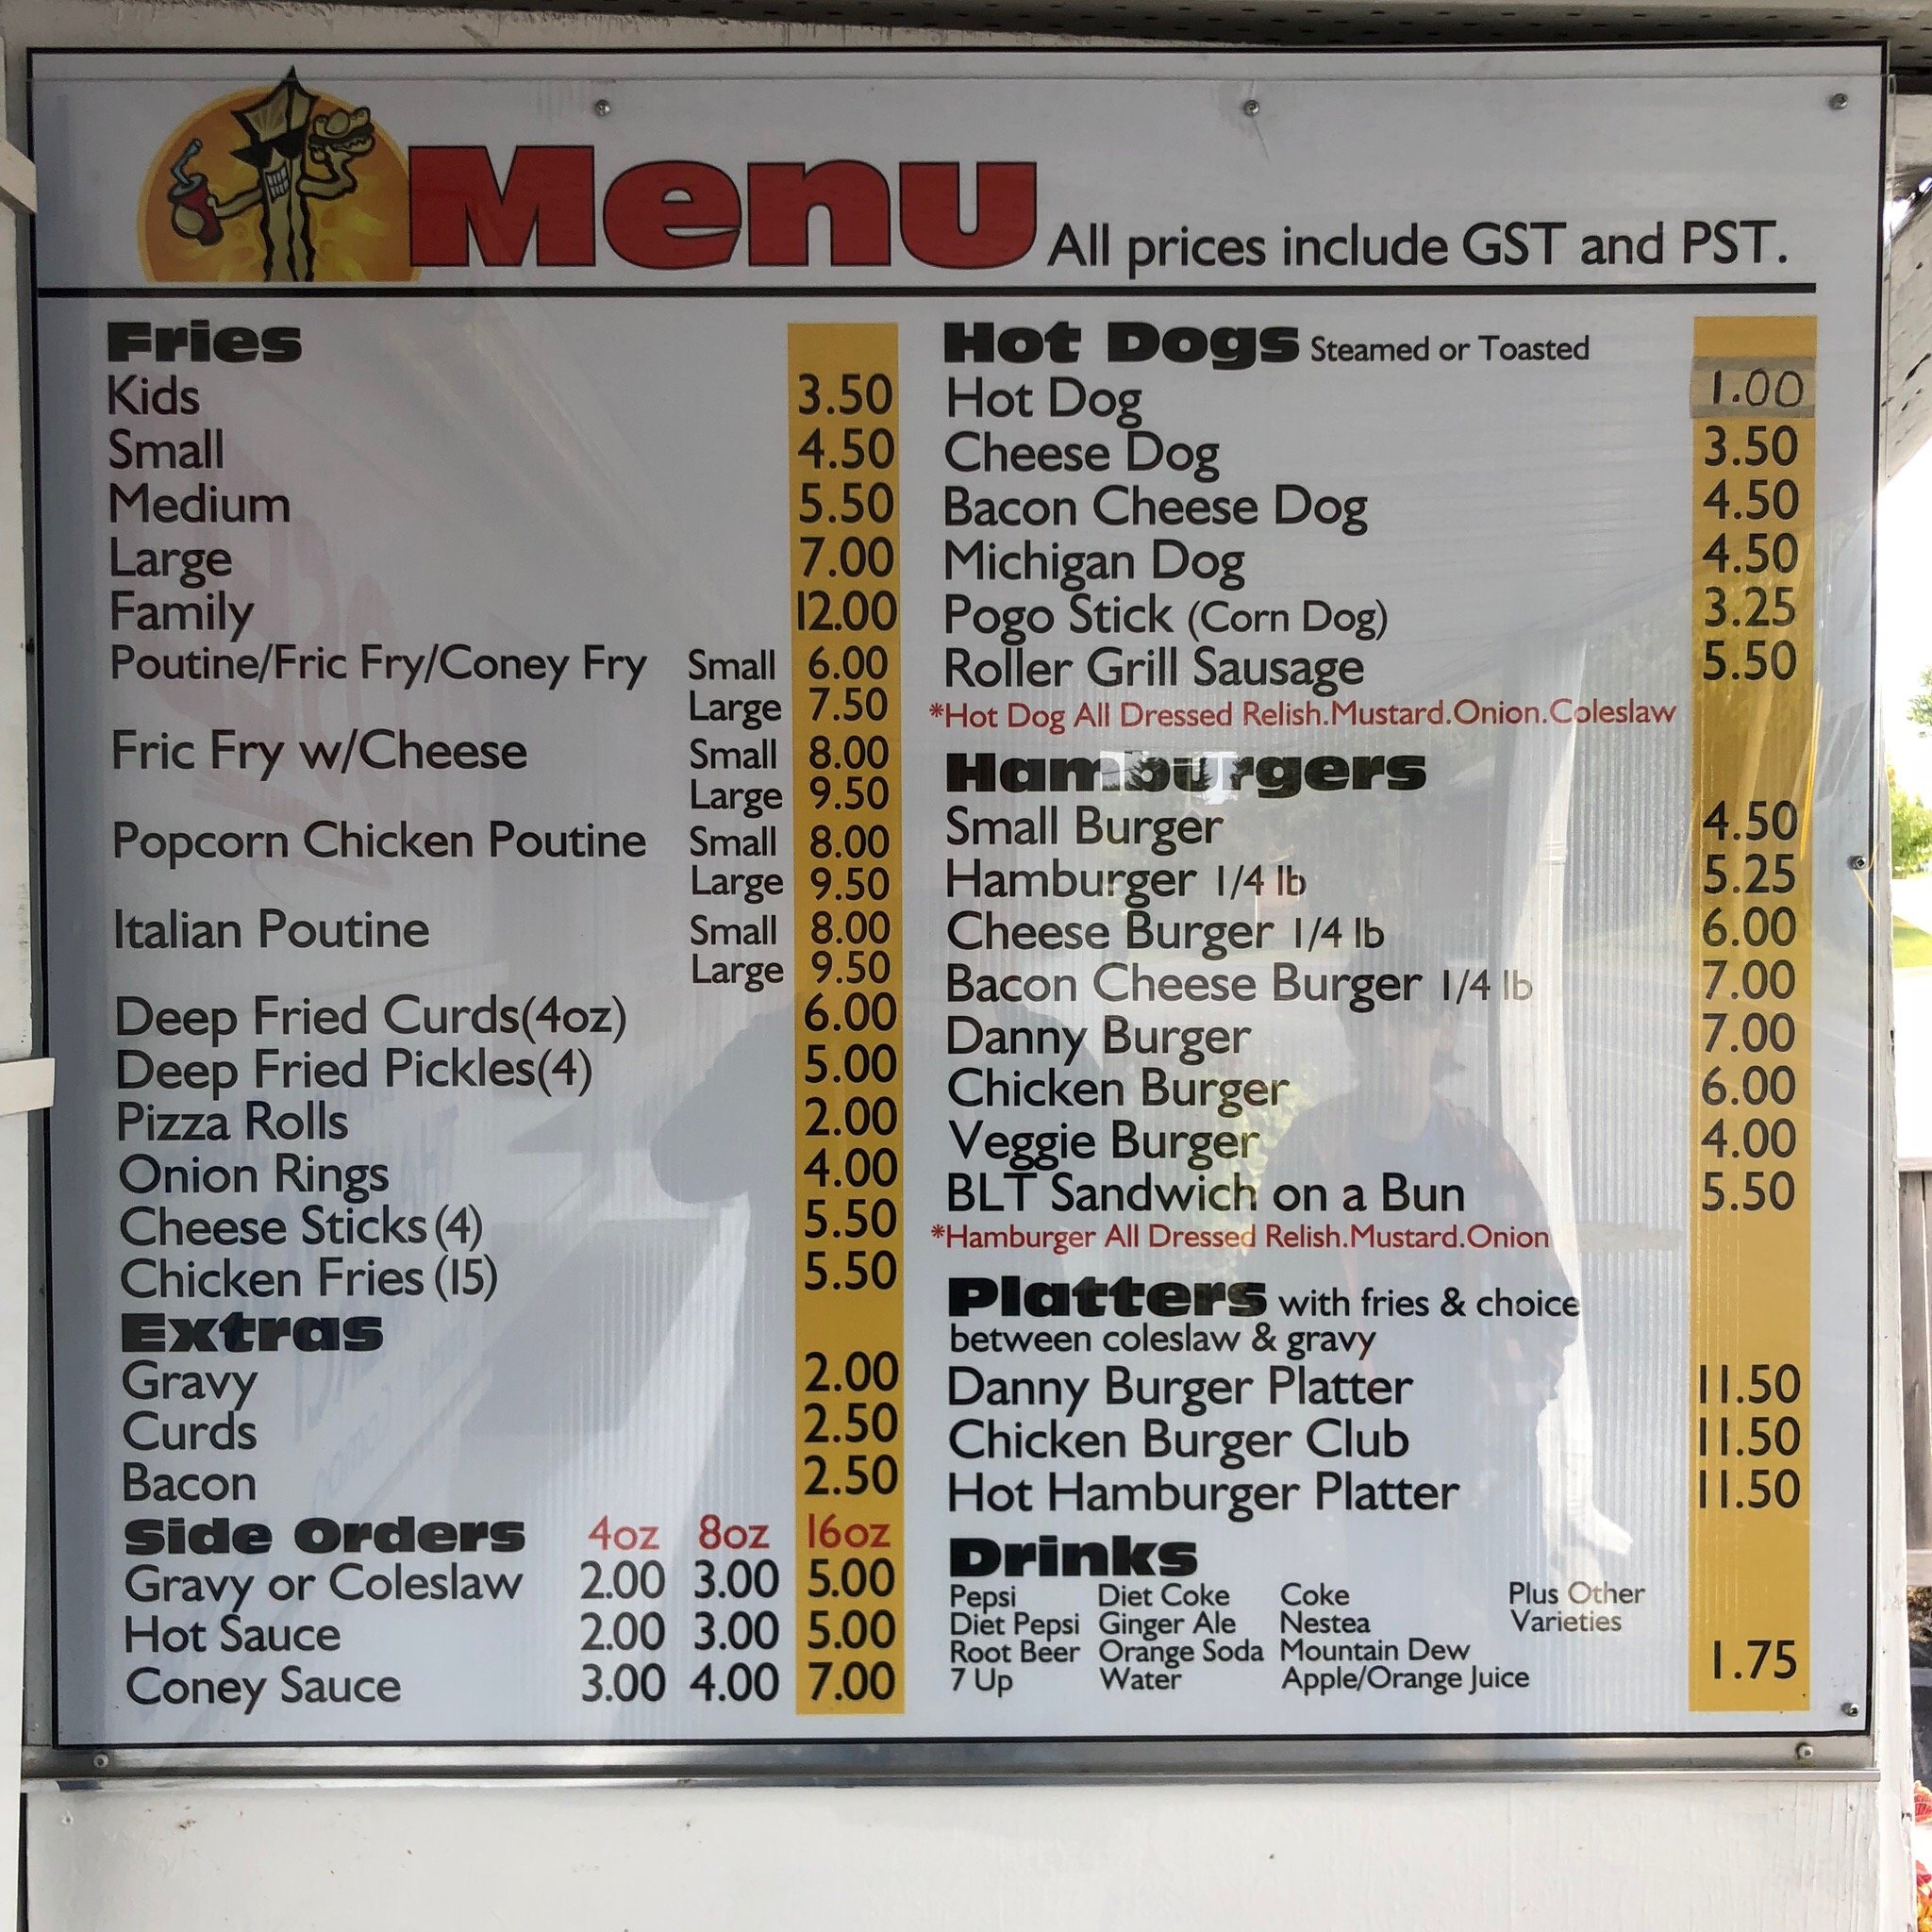 Menu All prices include GST and PST.
Fries
Kids 3.50
Small 4.50
Medium 5.50
Large 7.00
Family 12.00
Poutine/Fric Fry/Coney Fry Small 6.00
Large 7.50
Fric Fry w/Cheese Small 8.00
Large 9.50
Popcorn Chicken Poutine Small 8.00
Large 9.50
Italian Poutine Small 8.00
Large 9.50
Deep Fried Curds(4oz) 6.00
Deep Fried Pickles(4) 5.00
Pizza Rolls 2.00
Onion Rings 4.00
Cheese Sticks (4) 5.50
Chicken Fries (15) 5.50
Extras
Gravy 2.00
Curds 2.50
Bacon 2.50
Side Orders 4oz 8oz 16oz
Gravy or Coleslaw 2.00 3.00 5.00
Hot Sauce 2.00 3.00 5.00
Coney Sauce 3.00 4.00 7.00
Hot Dogs Steamed or Toasted
Hot Dog 1.00
Cheese Dog 3.50
Bacon Cheese Dog 4.50
Michigan Dog 4.50
Pogo Stick (Corn Dog) 3.25
Roller Grill Sausage 5.50
*Hot Dog All Dressed Relish.Mustard.Onion.Coleslaw
Hamburgers
Small Burger 4.50
Hamburger 1/4 lb 5.25
Cheese Burger 1/4 lb 6.00
Bacon Cheese Burger 1/4 lb 7.00
Danny Burger 7.00
Chicken Burger 6.00
Veggie Burger 4.00
BLT Sandwich on a Bun 5.50
*Hamburger All Dressed Relish.Mustard.Onion
Platters with fries & choice
between coleslaw & gravy
Danny Burger Platter 11.50
Chicken Burger Club 11.50
Hot Hamburger Platter 11.50
Drinks
Pepsi Diet Coke Coke Plus Other
Diet Pepsi Ginger Ale Nestea Varieties
Root Beer Orange Soda Mountain Dew 1.75
7 Up Water Apple/Orange Juice